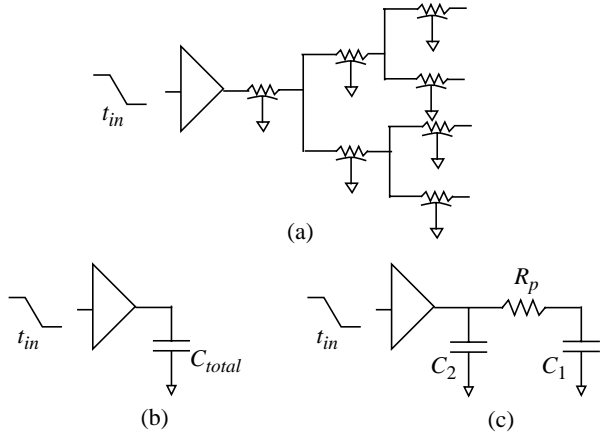 t_in
(a)
t_in
C_total
(b)
t_in
R_p
C_2
C_1
(c)